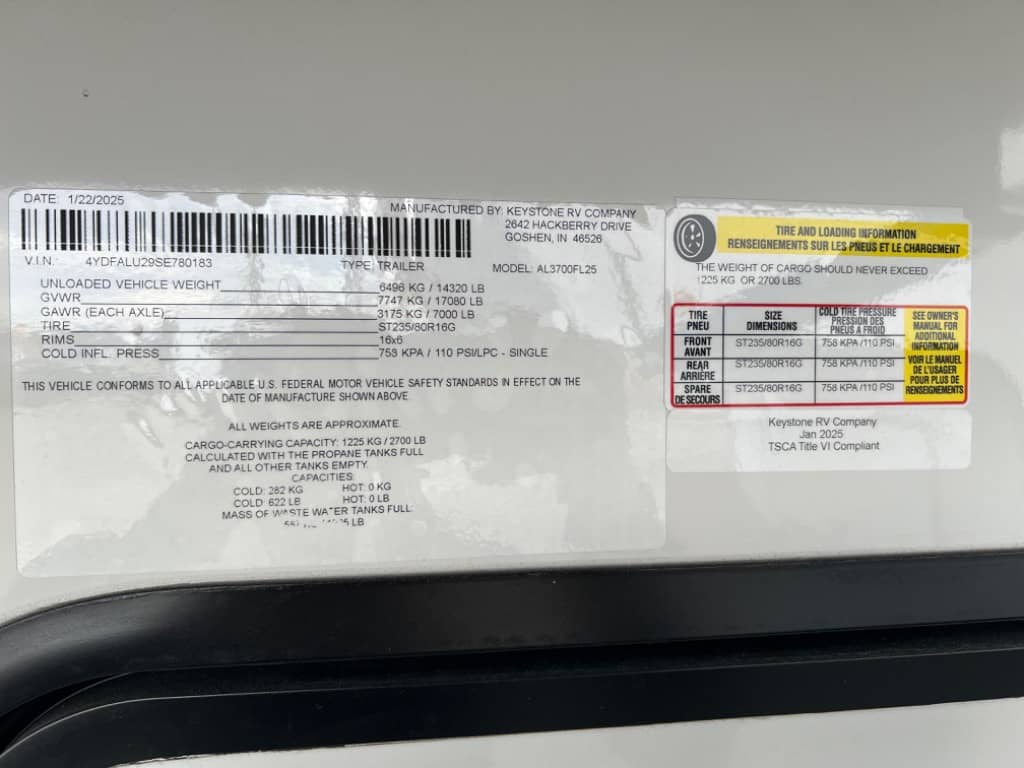 DATE: 1/22/2025
MANUFACTURED BY: KEYSTONE RV COMPANY
2642 HACKBERRY DRIVE
GOSHEN, IN 46526
V.I.N.: 4YDFALU29SE780183 TYPE: TRAILER MODEL: AL3700FL25
UNLOADED VEHICLE WEIGHT 6496 KG / 14320 LB
GVWR 7747 KG / 17080 LB
GAWR (EACH AXLE) 3175 KG / 7000 LB
TIRE ST235/80R16G
RIMS 16x6
COLD INFL. PRESS 758 KPA / 110 PSI/LPC - SINGLE
THIS VEHICLE CONFORMS TO ALL APPLICABLE U.S. FEDERAL MOTOR VEHICLE SAFETY STANDARDS IN EFFECT ON THE
DATE OF MANUFACTURE SHOWN ABOVE.
ALL WEIGHTS ARE APPROXIMATE.
CARGO-CARRYING CAPACITY: 1225 KG / 2700 LB
CALCULATED WITH THE PROPANE TANKS FULL
AND ALL OTHER TANKS EMPTY.
CAPACITIES:
COLD: 282 KG HOT: 0 KG
COLD: 622 LB HOT: 0 LB
MASS OF WASTE WATER TANKS FULL:
LB
TIRE AND LOADING INFORMATION
RENSEIGNEMENTS SUR LES PNEUS ET LE CHARGEMENT
THE WEIGHT OF CARGO SHOULD NEVER EXCEED
1225 KG OR 2700 LBS.
TIRE
PNEU
SIZE
DIMENSIONS
COLD TIRE PRESSURE
PRESSION DES
PNEUS A FROID
FRONT
AVANT
ST235/80R16G
758 KPA /110 PSI
REAR
ARRIÈRE
ST235/80R16G
758 KPA /110 PSI
SPARE
DE SECOURS
ST235/80R16G
758 KPA /110 PSI
SEE OWNER'S
MANUAL FOR
ADDITIONAL
INFORMATION
VOIR LE MANUEL
DE L'USAGER
POUR PLUS DE
RENSEIGNEMENTS
Keystone RV Company
Jan 2025
TSCA Title VI Compliant